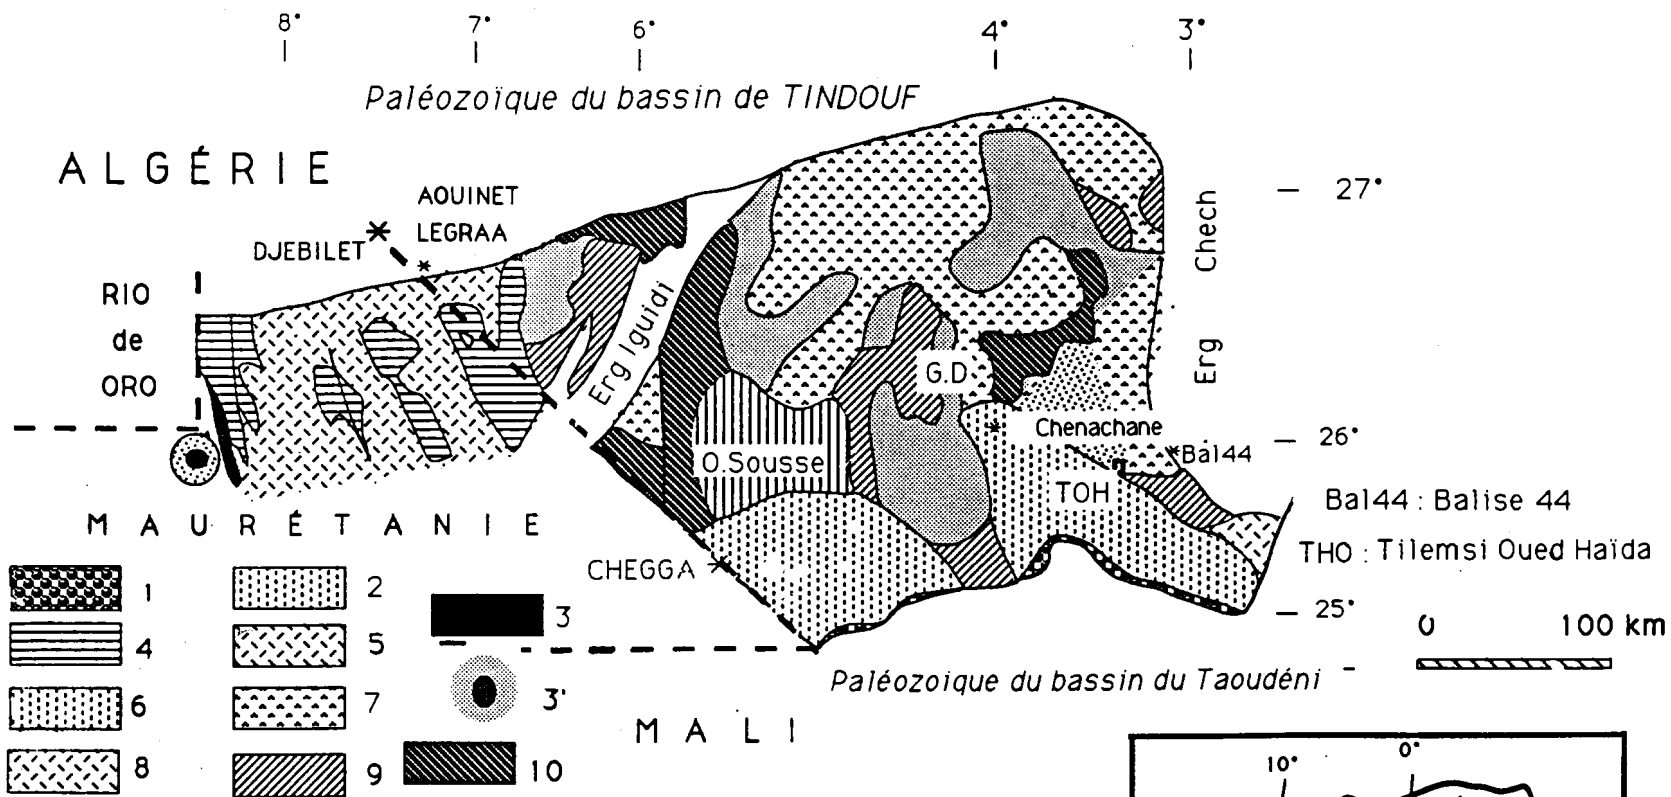 8° 7° 6° 4° 3°
Paléozoïque du bassin de TINDOUF
ALGÉRIE
27°
AOUINET
LEGRAA
DJEBILET
Erg Chech
RIO
de
ORO
Erg Iguidi
G.D
Chenachane
26°
Bal44
O.Sousse
TOH
Bal44 : Balise 44
MAURÉTANIE
THO : Tilemsi Oued Haïda
CHEGGA
25°
0 100 km
1 2 3
4 5
Paléozoique du bassin du Taoudéni
6 7 3'
MALI
8 9 10
10° 0°